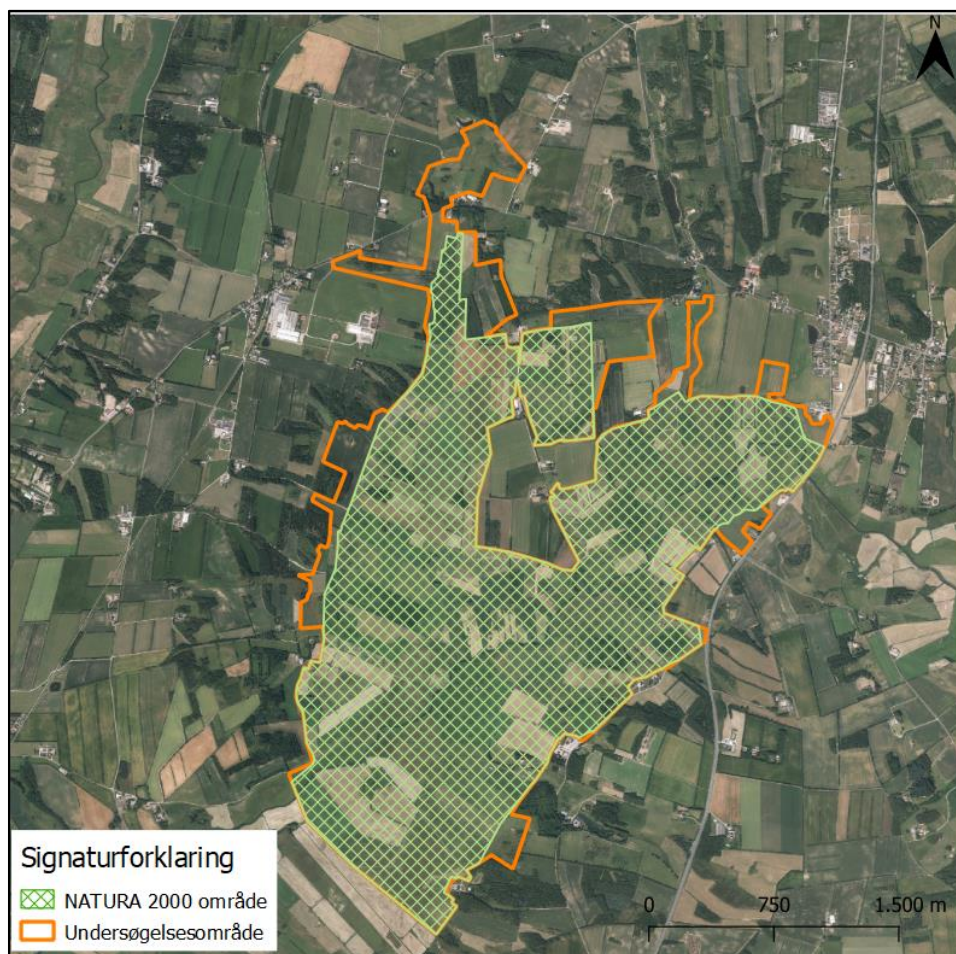 N
Signaturforklaring
NATURA 2000 område
Undersøgelsesområde
0 750 1.500 m